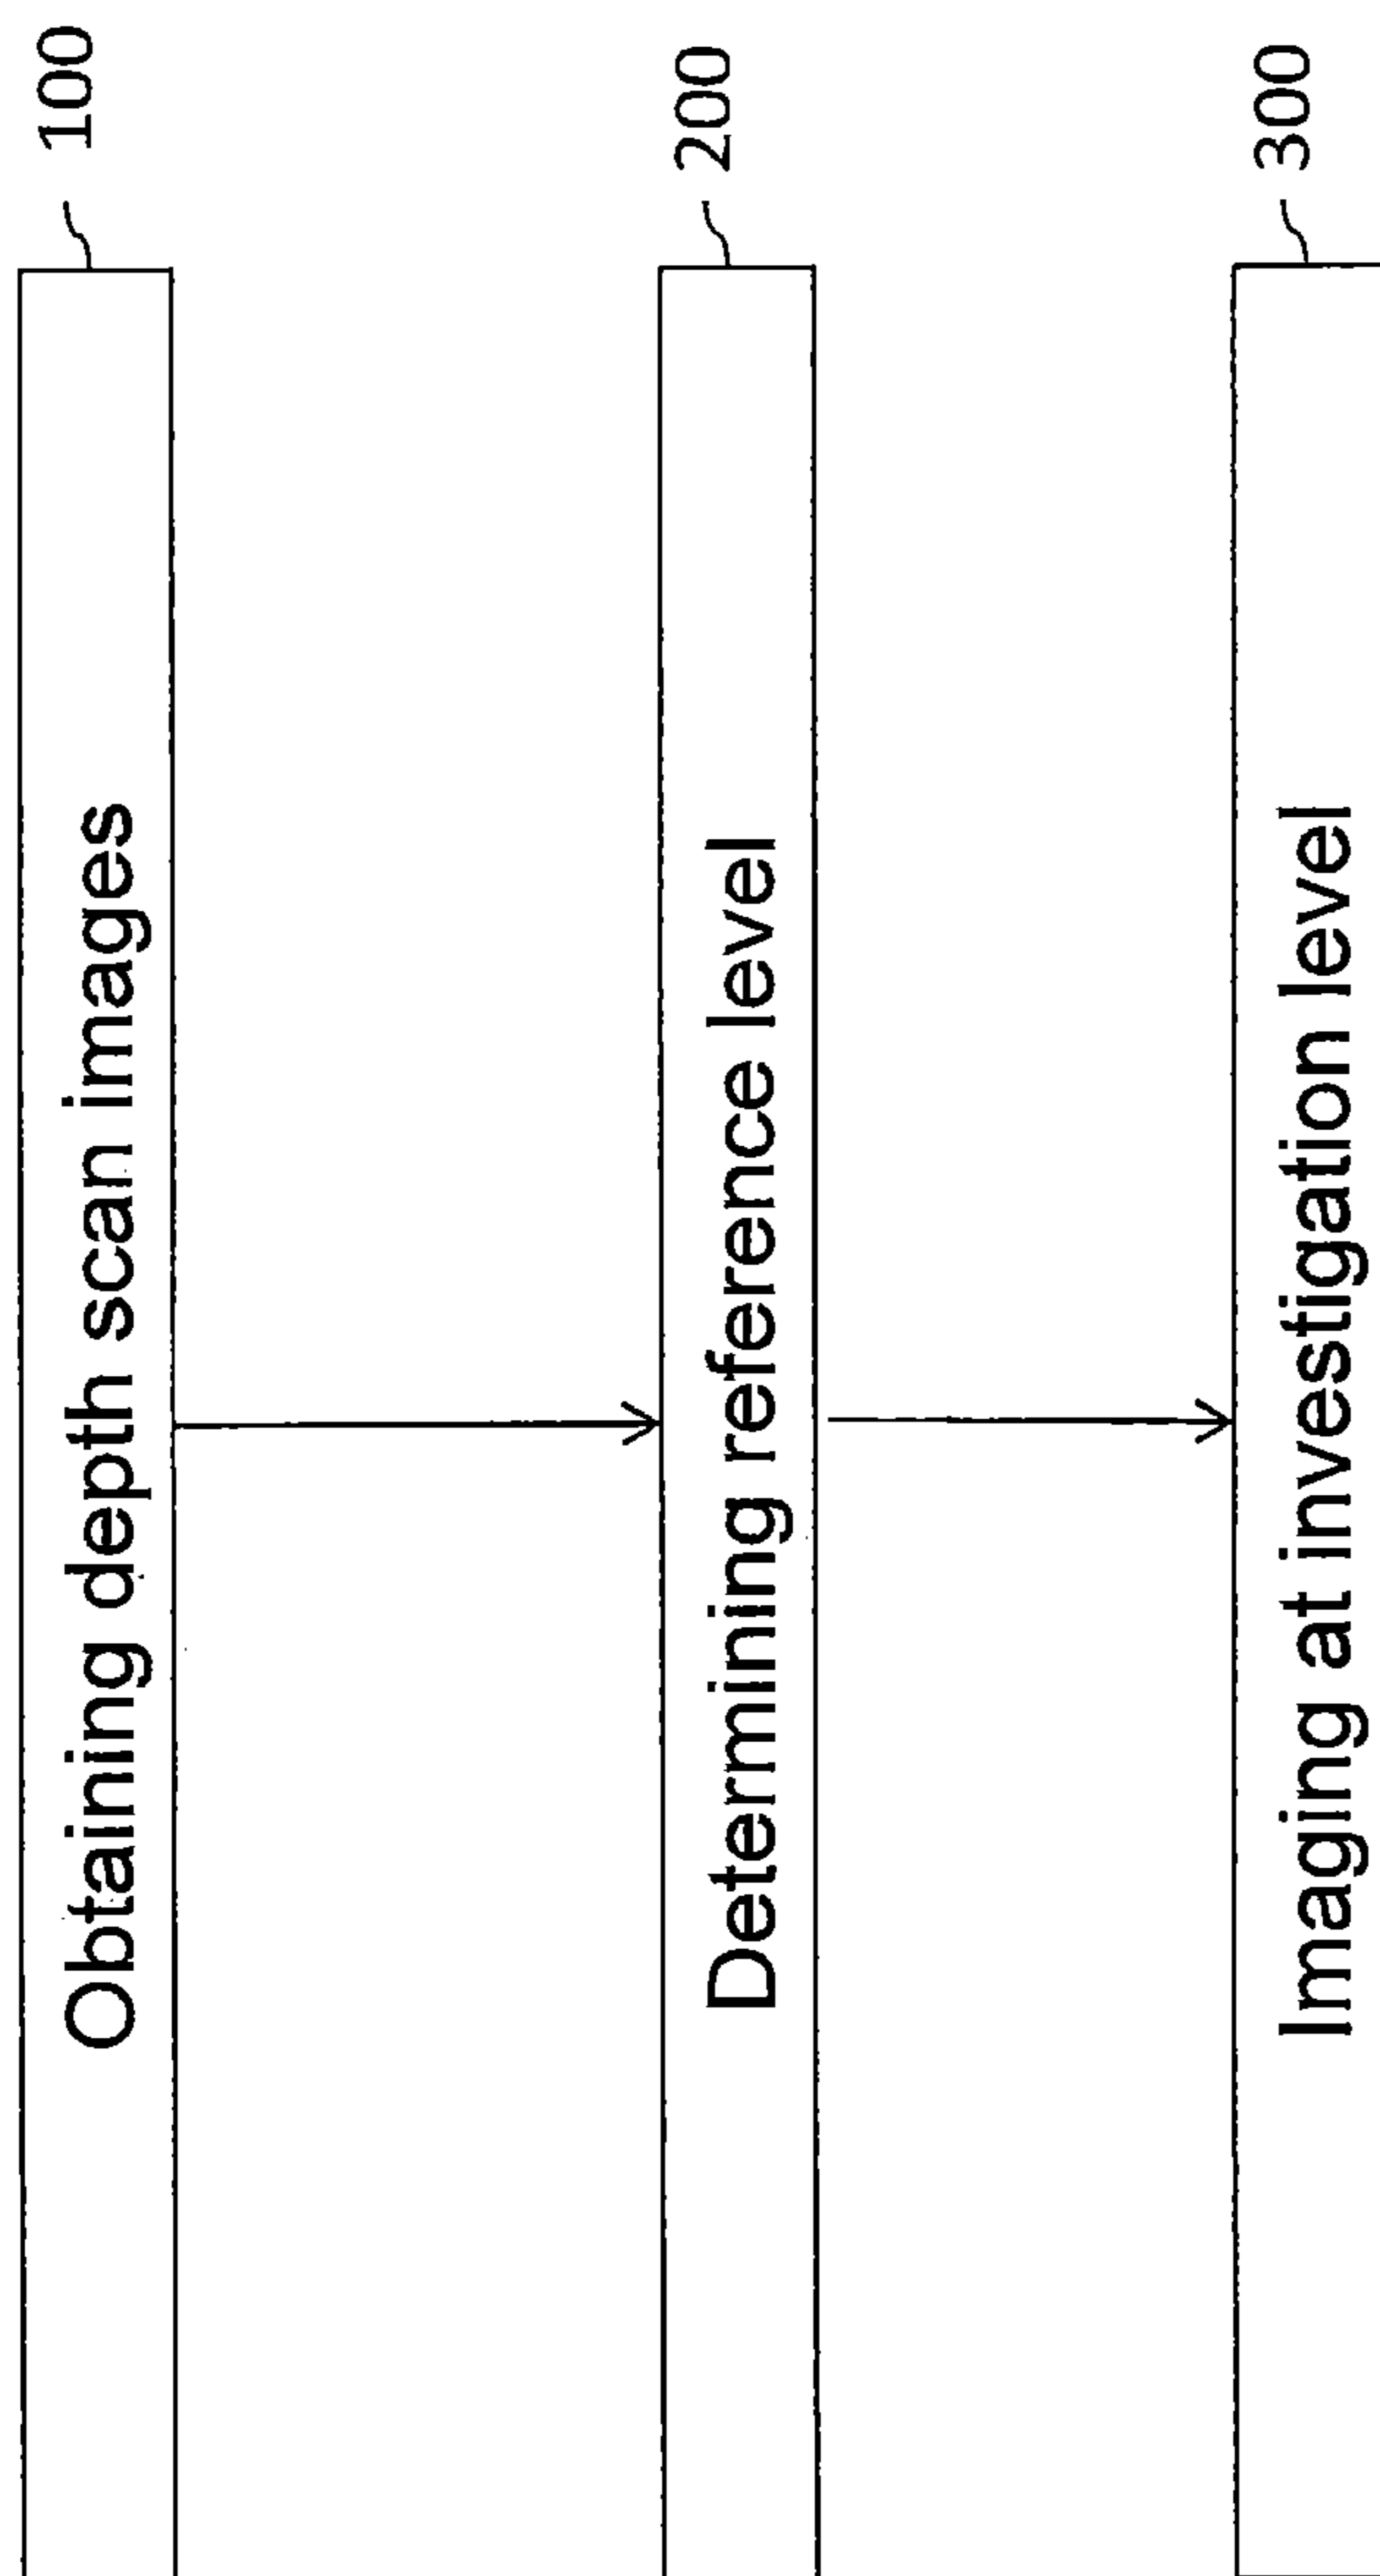 Obtaining depth scan images
100
Determining reference level
200
Imaging at investigation level
300